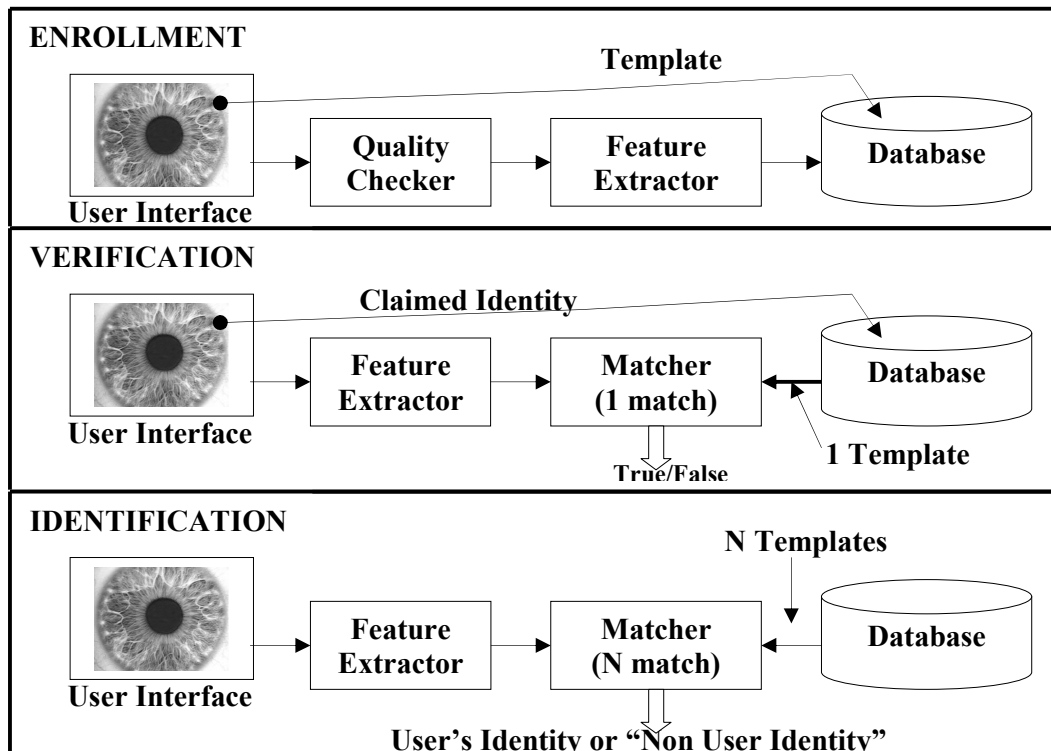 ENROLLMENT
Template
Quality
Checker
Feature
Extractor
Database
User Interface
VERIFICATION
Claimed Identity
Feature
Extractor
Matcher
(1 match)
Database
User Interface
1 Template
True/False
IDENTIFICATION
N Templates
Feature
Extractor
Matcher
(N match)
Database
User Interface
User's Identity or “Non User Identity”